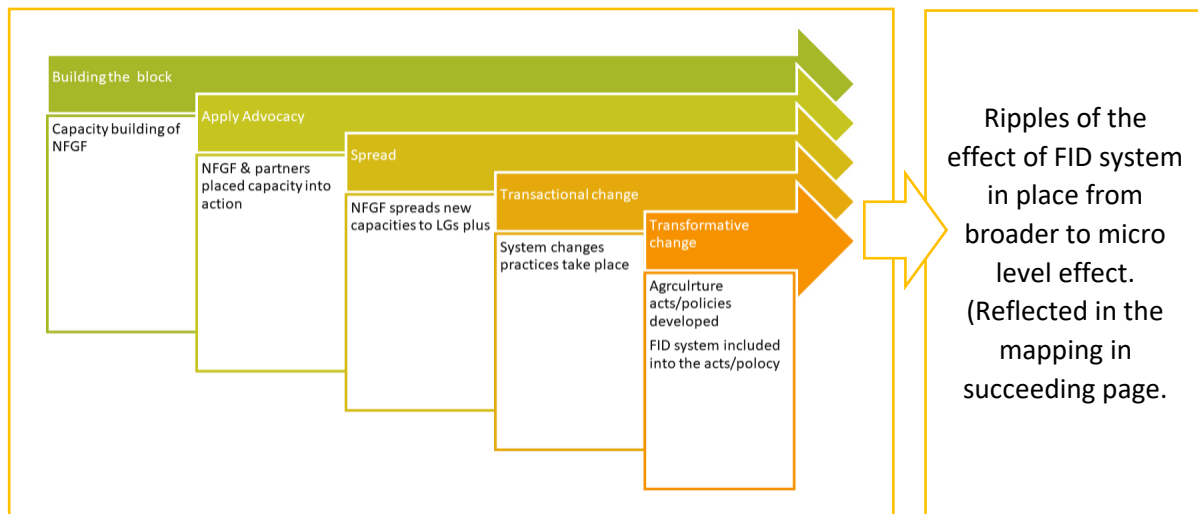 Building the block
Capacity building of
NFGF
Apply Advocacy
NFGF & partners
placed capacity into
action
Spread
NFGF spreads new
capacities to LGs plus
Transactional change
System changes
practices take place
Transformative
change
Agrculrture
acts/policies
developed
FID system included
into the acts/polocy
Ripples of the
effect of FID system
in place from
broader to micro
level effect.
(Reflected in the
mapping in
succeeding page.